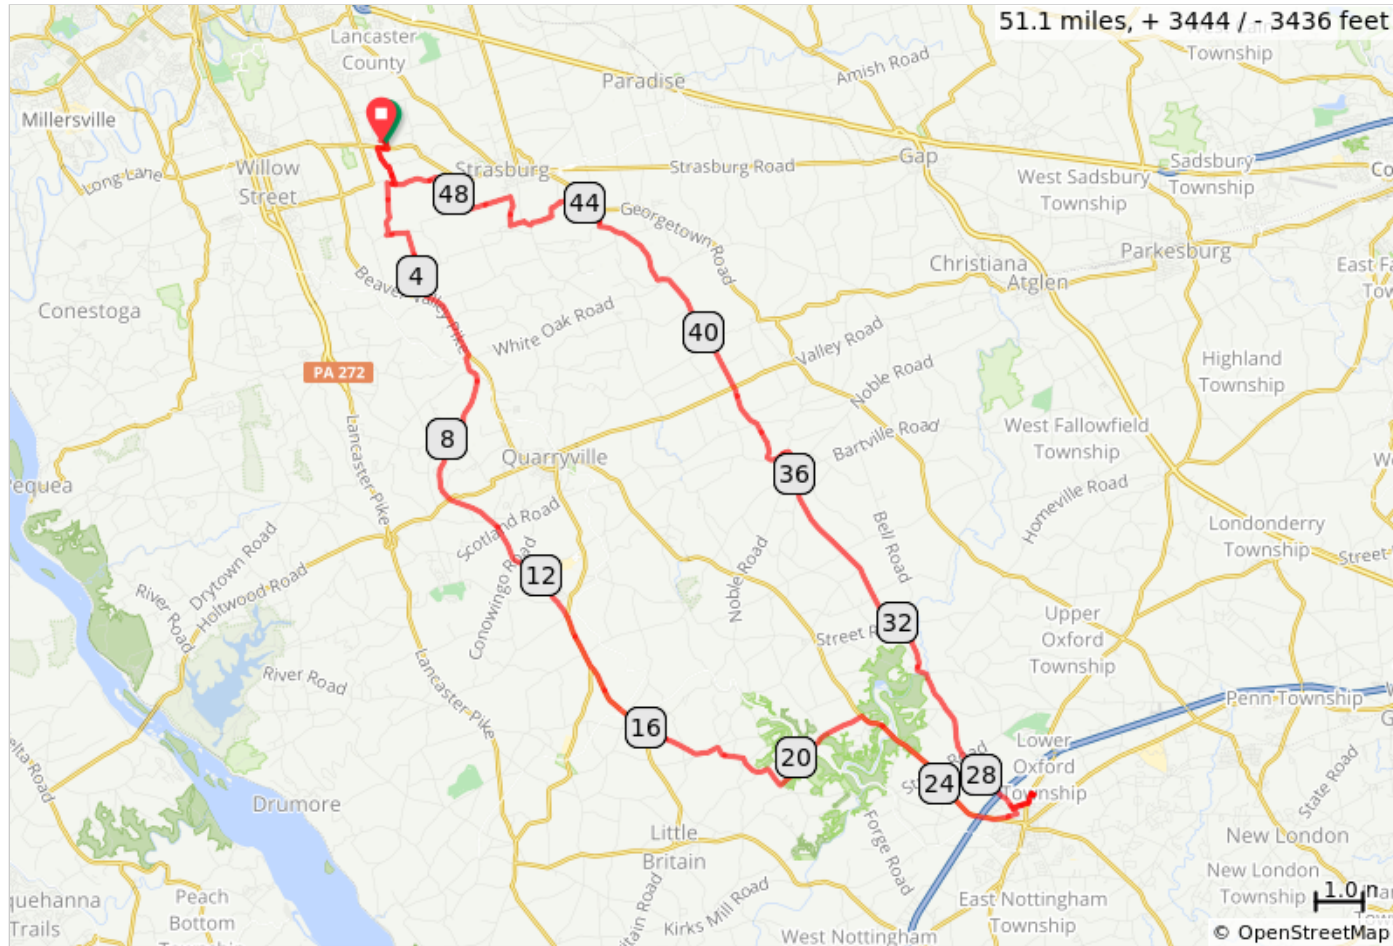 51.1 miles, + 3444 / - 3436 feet
Lancaster
County
Township
Amish Road
Paradise
Millersville
Gap
Willow
Street
Strasburg
Strasburg Road
Long Lane
Sadsbury
Township
West Sadsbury
Township
48
44
Georgetown Road
Parkesburg
4
Christiana
Atglen
Beaver Valley Pike
Conestoga
White Oak Road
40
Valley Road
Highland
Township
PA 272
Noble Road
8
Lancaster Pike
Bartville Road
West Fallowfield
Township
Quarryville
36
Homeville Road
Scotland Road
Bell Road
Londonderry
Township
Street
Drytown Road
Conowingo Road
12
Noble Road
River
Road
Holtwood Road
32
Upper
Oxford
Township
Street
River Road
Lancaster Pike
Penn Township
16
20
Lower
Oxford
Township
24
28
Road
State Road
Drumore
Forge Road
Little
Britain
New London
New London
Township
Peach
Bottom
Trails
Kirks Mill Road
East Nottingham
Township
West Nottingham
Road
© OpenStreetMap